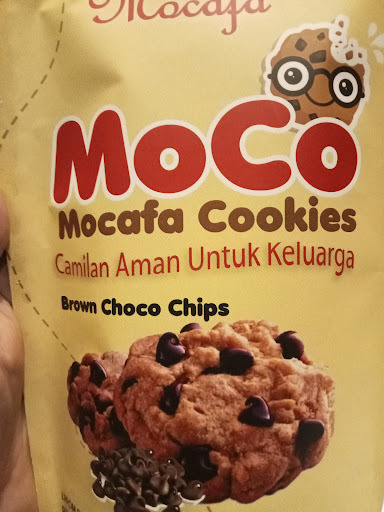 Mocafa
MoCo
Mocafa Cookies
Camilan Aman Untuk Keluarga
Brown Choco Chips